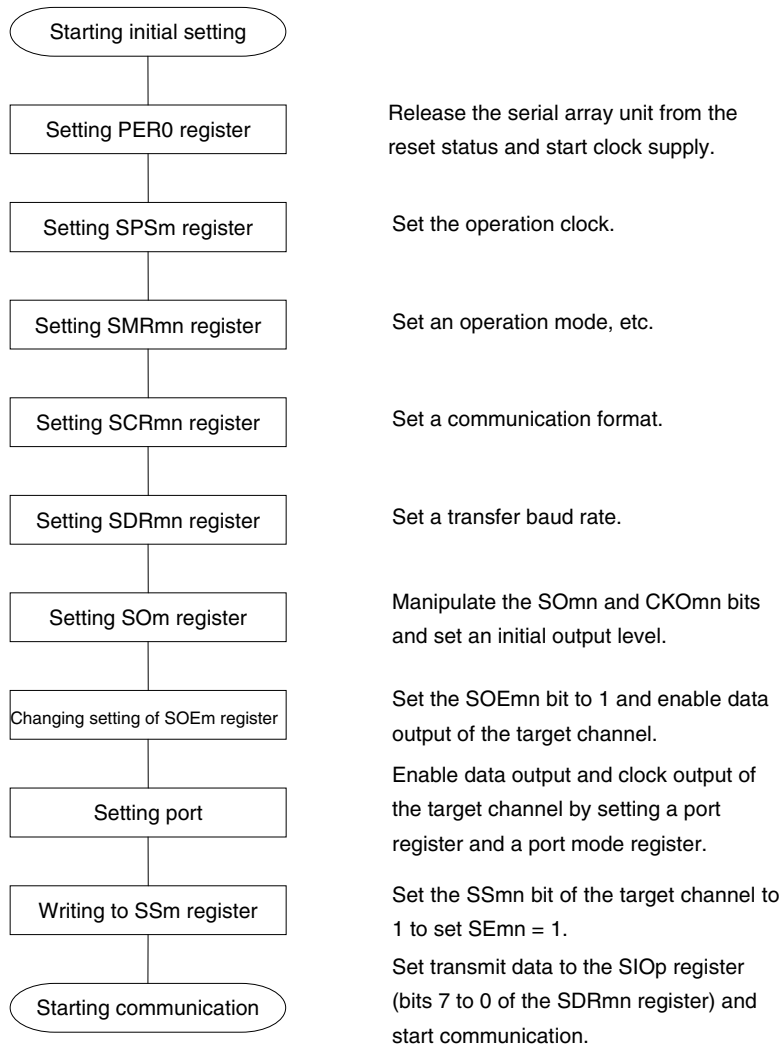 Starting initial setting
Setting PER0 register
Release the serial array unit from the
reset status and start clock supply.
Setting SPSm register
Set the operation clock.
Setting SMRmn register
Set an operation mode, etc.
Setting SCRmn register
Set a communication format.
Setting SDRmn register
Set a transfer baud rate.
Setting SOm register
Manipulate the SOmn and CKOmn bits
and set an initial output level.
Changing setting of SOEm register
Set the SOEmn bit to 1 and enable data
output of the target channel.
Setting port
Enable data output and clock output of
the target channel by setting a port
register and a port mode register.
Writing to SSm register
Set the SSmn bit of the target channel to
1 to set SEmn = 1.
Starting communication
Set transmit data to the SIOp register
(bits 7 to 0 of the SDRmn register) and
start communication.